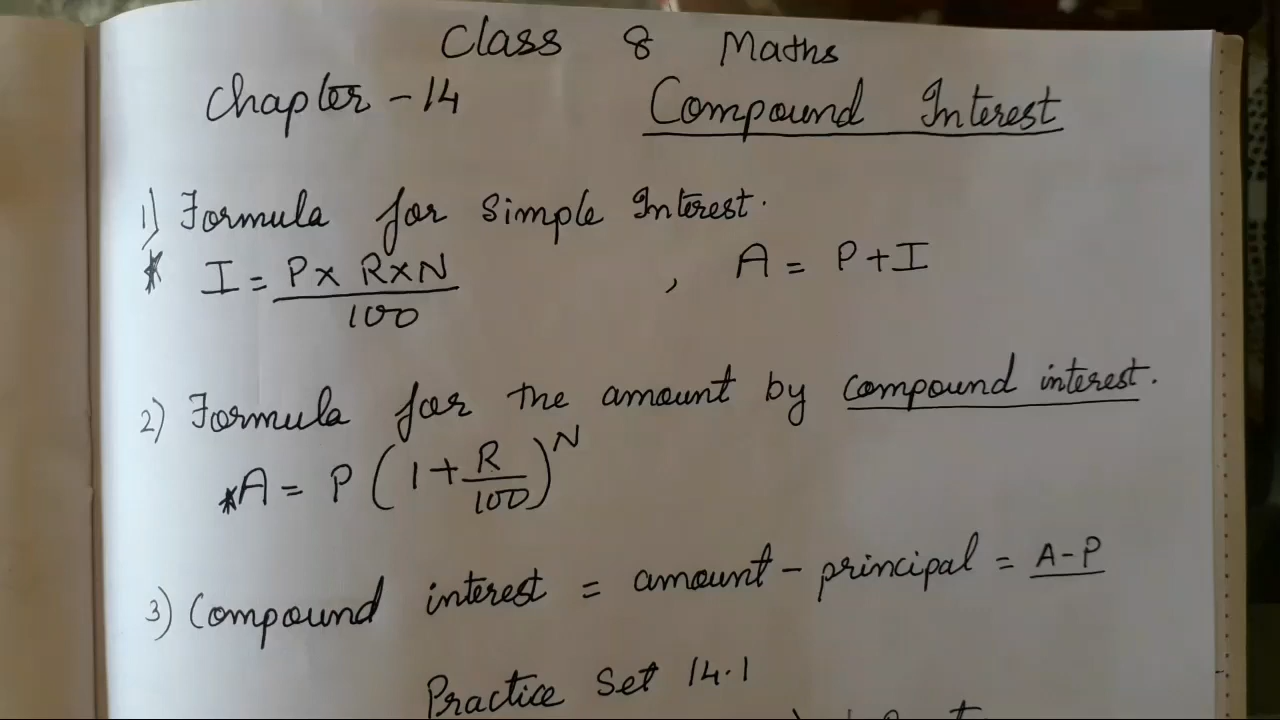 Class 8 Maths
Chapter - 14 Compound Interest
1) Formula for Simple Interest.
* I = P x R x N / 100 , A = P + I
2) Formula for the amount by compound interest.
* A = P ( 1 + R / 100 )^N
3) Compound interest = amount - principal = A - P
Practice Set 14.1